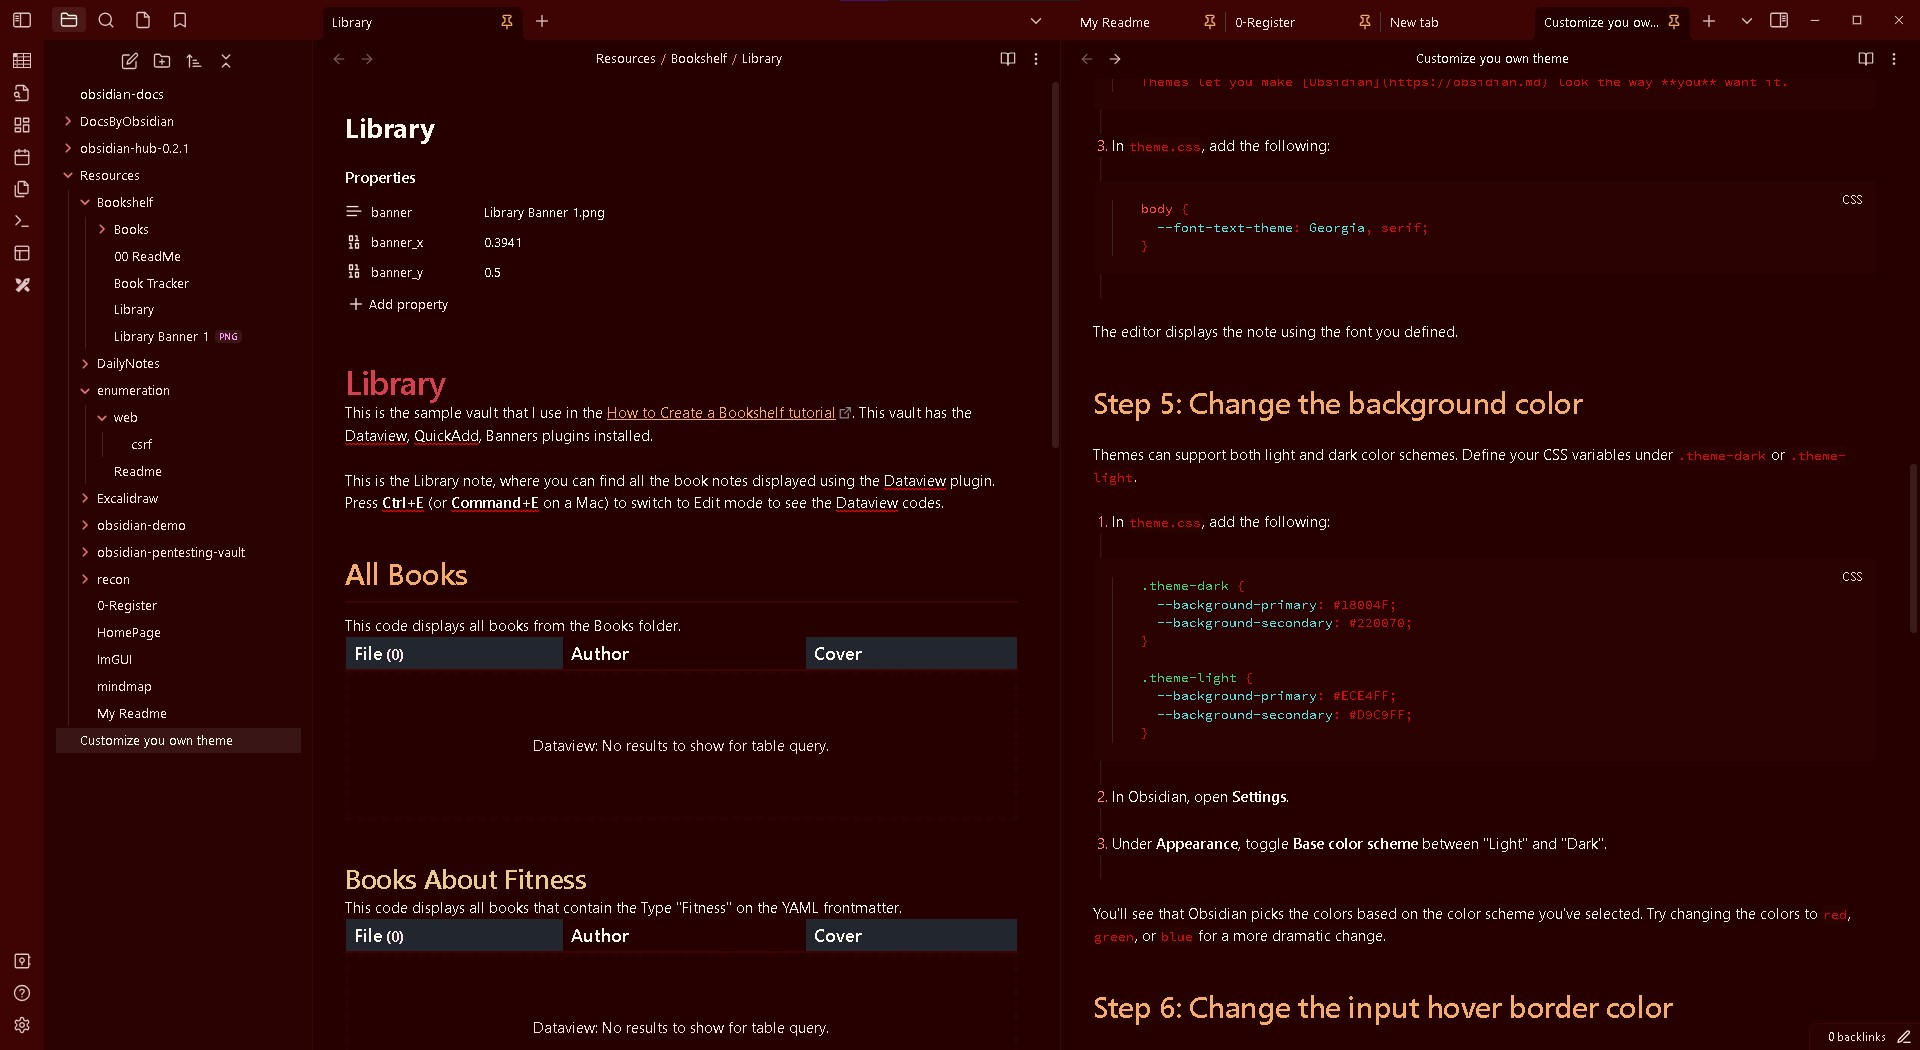 Library
My Readme
0-Register
New tab
Customize you ow...
obsidian-docs
DocsByObsidian
obsidian-hub-0.2.1
Resources
Bookshelf
Books
00 ReadMe
Book Tracker
Library
Library Banner 1 PNG
DailyNotes
enumeration
web
csrf
Readme
Excalidraw
obsidian-demo
obsidian-pentesting-vault
recon
0-Register
HomePage
ImGUI
mindmap
My Readme
Customize you own theme
Resources / Bookshelf / Library
Library
Properties
banner Library Banner 1.png
banner_x 0.3941
banner_y 0.5
Add property
Library
This is the sample vault that I use in the How to Create a Bookshelf tutorial. This vault has the
Dataview, QuickAdd, Banners plugins installed.
This is the Library note, where you can find all the book notes displayed using the Dataview plugin.
Press Ctrl+E (or Command+E on a Mac) to switch to Edit mode to see the Dataview codes.
All Books
This code displays all books from the Books folder.
File (0) Author Cover
Dataview: No results to show for table query.
Books About Fitness
This code displays all books that contain the Type "Fitness" on the YAML frontmatter.
File (0) Author Cover
Dataview: No results to show for table query.
Customize you own theme
Themes let you make [Obsidian](https://obsidian.md) look the way **you** want it.
3. In theme.css, add the following:
CSS
body {
--font-text-theme: Georgia, serif;
}
The editor displays the note using the font you defined.
Step 5: Change the background color
Themes can support both light and dark color schemes. Define your CSS variables under .theme-dark or .theme-
light.
1. In theme.css, add the following:
CSS
.theme-dark {
--background-primary: #18004F;
--background-secondary: #220070;
}
.theme-light {
--background-primary: #ECE4FF;
--background-secondary: #D9C9FF;
}
2. In Obsidian, open Settings.
3. Under Appearance, toggle Base color scheme between "Light" and "Dark".
You'll see that Obsidian picks the colors based on the color scheme you've selected. Try changing the colors to red,
green, or blue for a more dramatic change.
Step 6: Change the input hover border color
0 backlinks